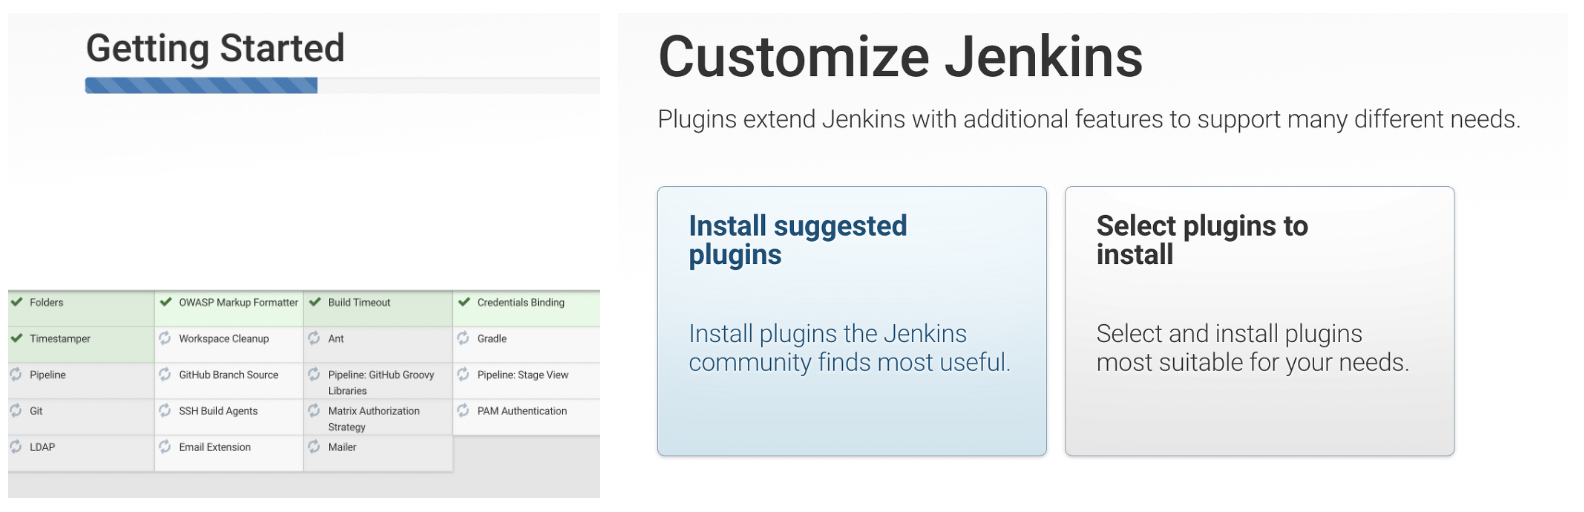 Getting Started
Folders
OWASP Markup Formatter
Build Timeout
Credentials Binding
Timestamper
Workspace Cleanup
Ant
Gradle
Pipeline
GitHub Branch Source
Pipeline: GitHub Groovy
Libraries
Pipeline: Stage View
Git
SSH Build Agents
Matrix Authorization
Strategy
PAM Authentication
LDAP
Email Extension
Mailer
Customize Jenkins
Plugins extend Jenkins with additional features to support many different needs.
Install suggested
plugins
Install plugins the Jenkins
community finds most useful.
Select plugins to
install
Select and install plugins
most suitable for your needs.